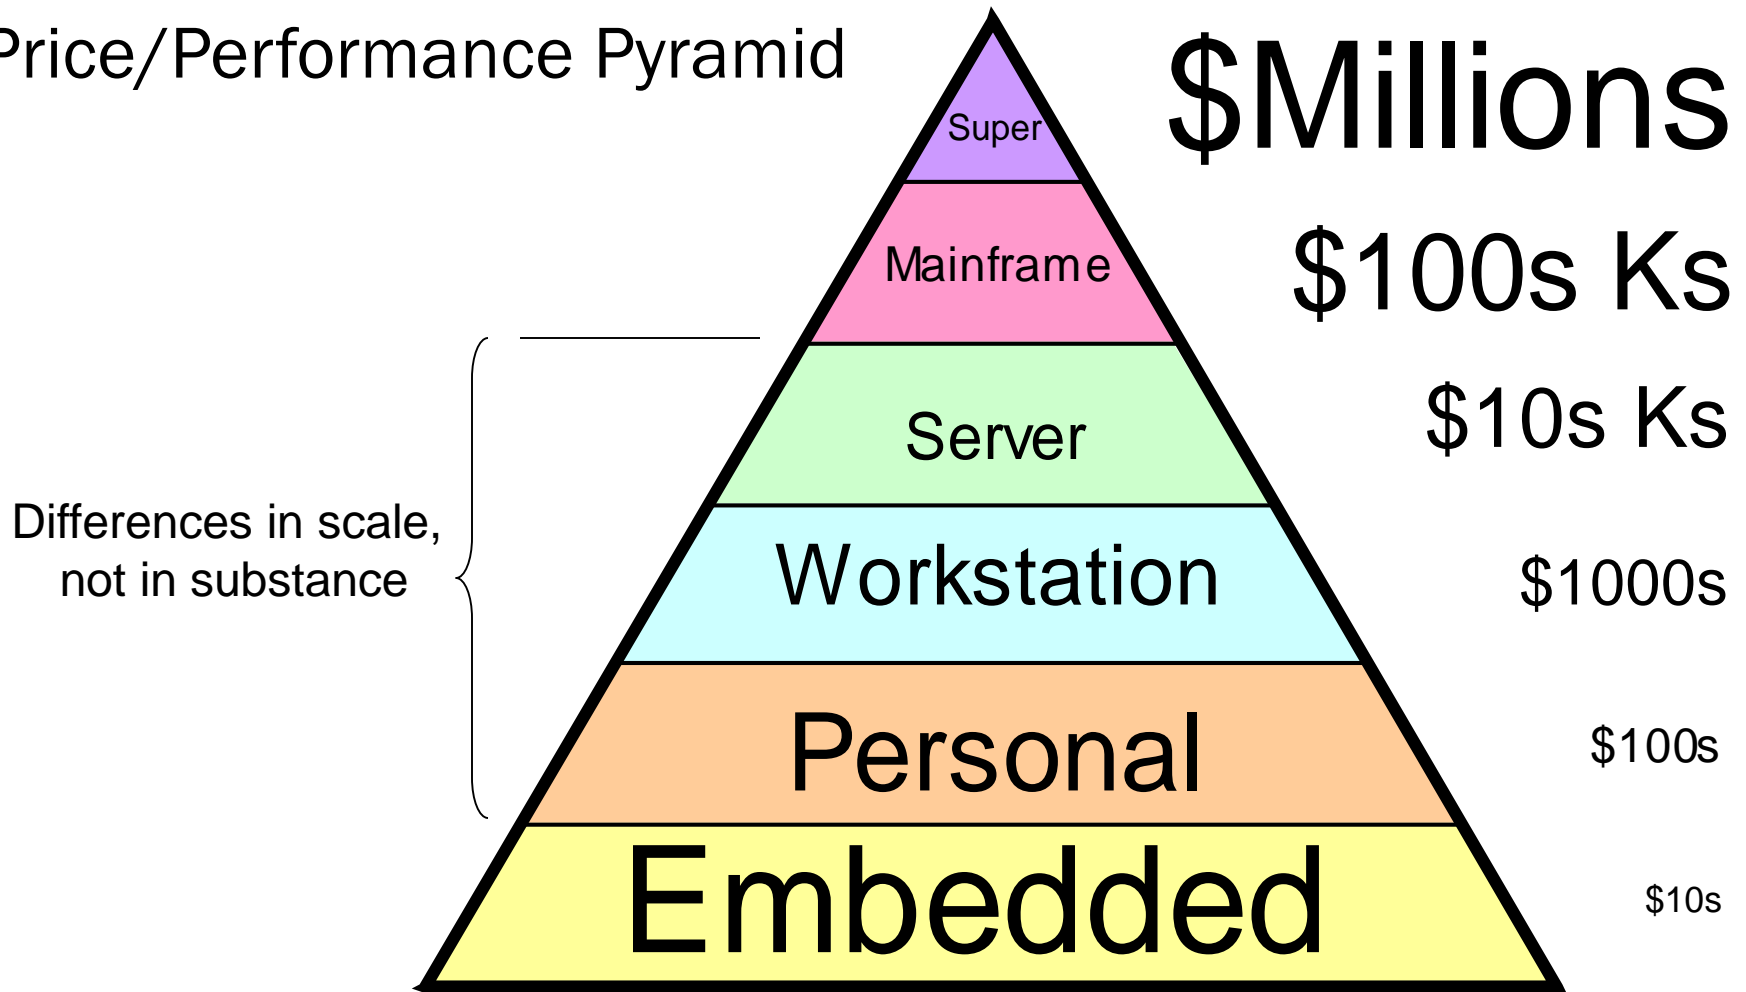 Price/Performance Pyramid
$Millions
Super
Mainframe
$100s Ks
Server
$10s Ks
Differences in scale,
not in substance
Workstation
$1000s
Personal
$100s
Embedded
$10s